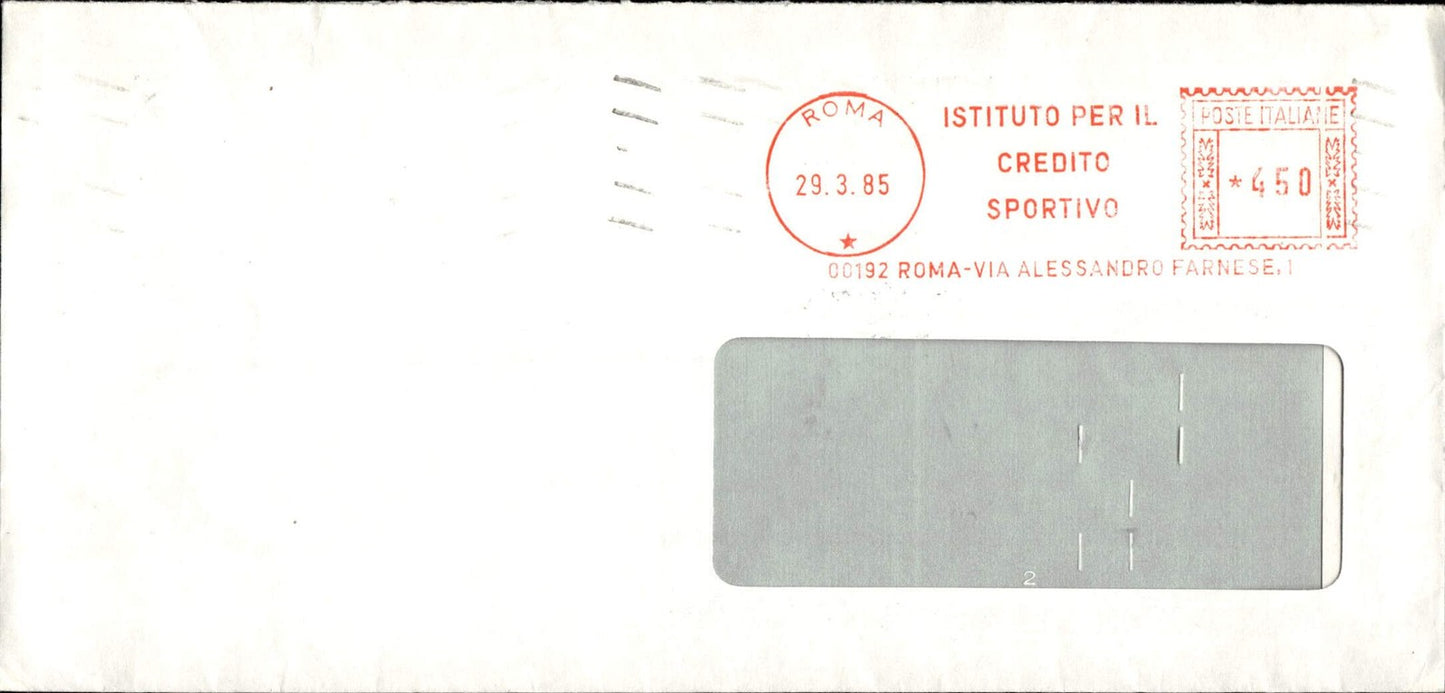 ROMA
29.3.85
ISTITUTO PER IL
CREDITO
SPORTIVO
POSTE ITALIANE
*450
00192 ROMA-VIA ALESSANDRO FARNESE,1
2